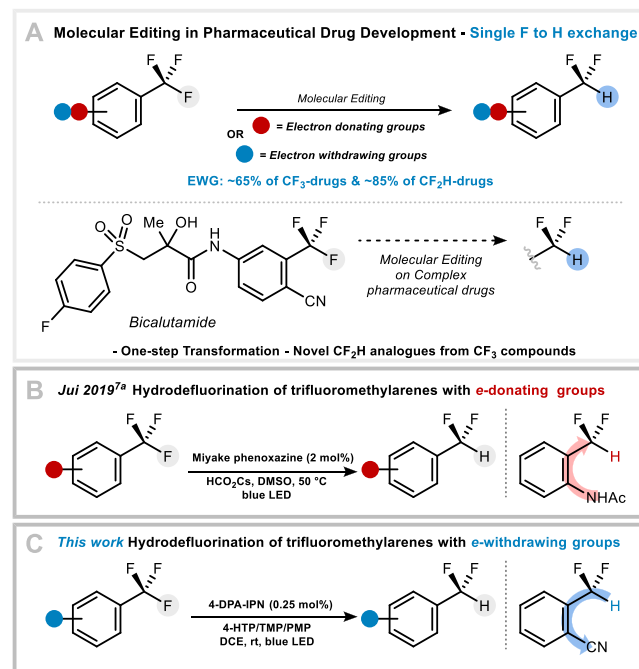 A Molecular Editing in Pharmaceutical Drug Development - Single F to H exchange
F F
F
Molecular Editing
OR = Electron donating groups
= Electron withdrawing groups
F F
H
EWG: ~65% of CF3-drugs & ~85% of CF2H-drugs
O O
S
Me OH
H
N
O
F
F F
F
CN
Bicalutamide
Molecular Editing
on Complex
pharmaceutical drugs
F F
H
- One-step Transformation - Novel CF2H analogues from CF3 compounds
B Jui 2019⁷ᵃ Hydrodefluorination of trifluoromethylarenes with e-donating groups
F F
F
Miyake phenoxazine (2 mol%)
HCO2Cs, DMSO, 50 °C
blue LED
F F
H
F F
H
NHAc
C This work Hydrodefluorination of trifluoromethylarenes with e-withdrawing groups
F F
F
4-DPA-IPN (0.25 mol%)
4-HTP/TMP/PMP
DCE, rt, blue LED
F F
H
F F
H
CN